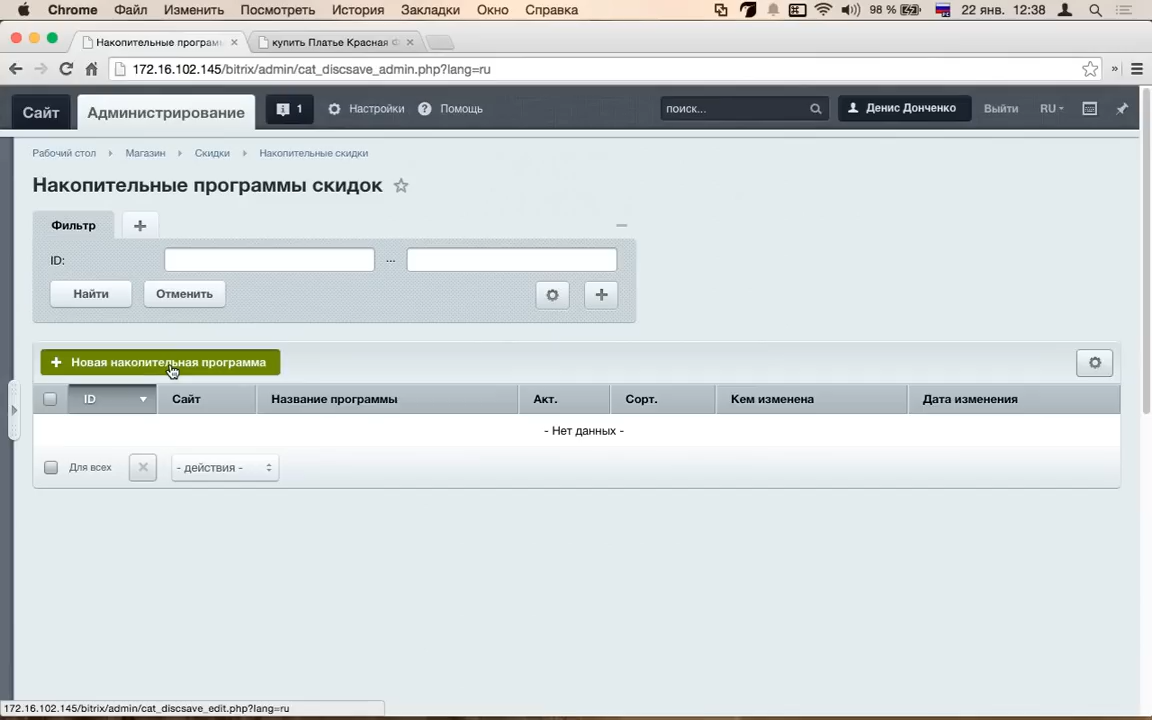 Chrome Файл Изменить Посмотреть История Закладки Окно Справка 98 % 22 янв. 12:38
Накопительные програм купить Платье Красная Ф
172.16.102.145/bitrix/admin/cat_discsave_admin.php?lang=ru »
Сайт Администрирование 1 Настройки Помощь поиск... Денис Донченко Выйти RU
Рабочий стол Магазин Скидки Накопительные скидки
Накопительные программы скидок
Фильтр
ID: ...
Найти Отменить
Новая накопительная программа
ID Сайт Название программы Акт. Сорт. Кем изменена Дата изменения
- Нет данных -
Для всех - действия -
172.16.102.145/bitrix/admin/cat_discsave_edit.php?lang=ru